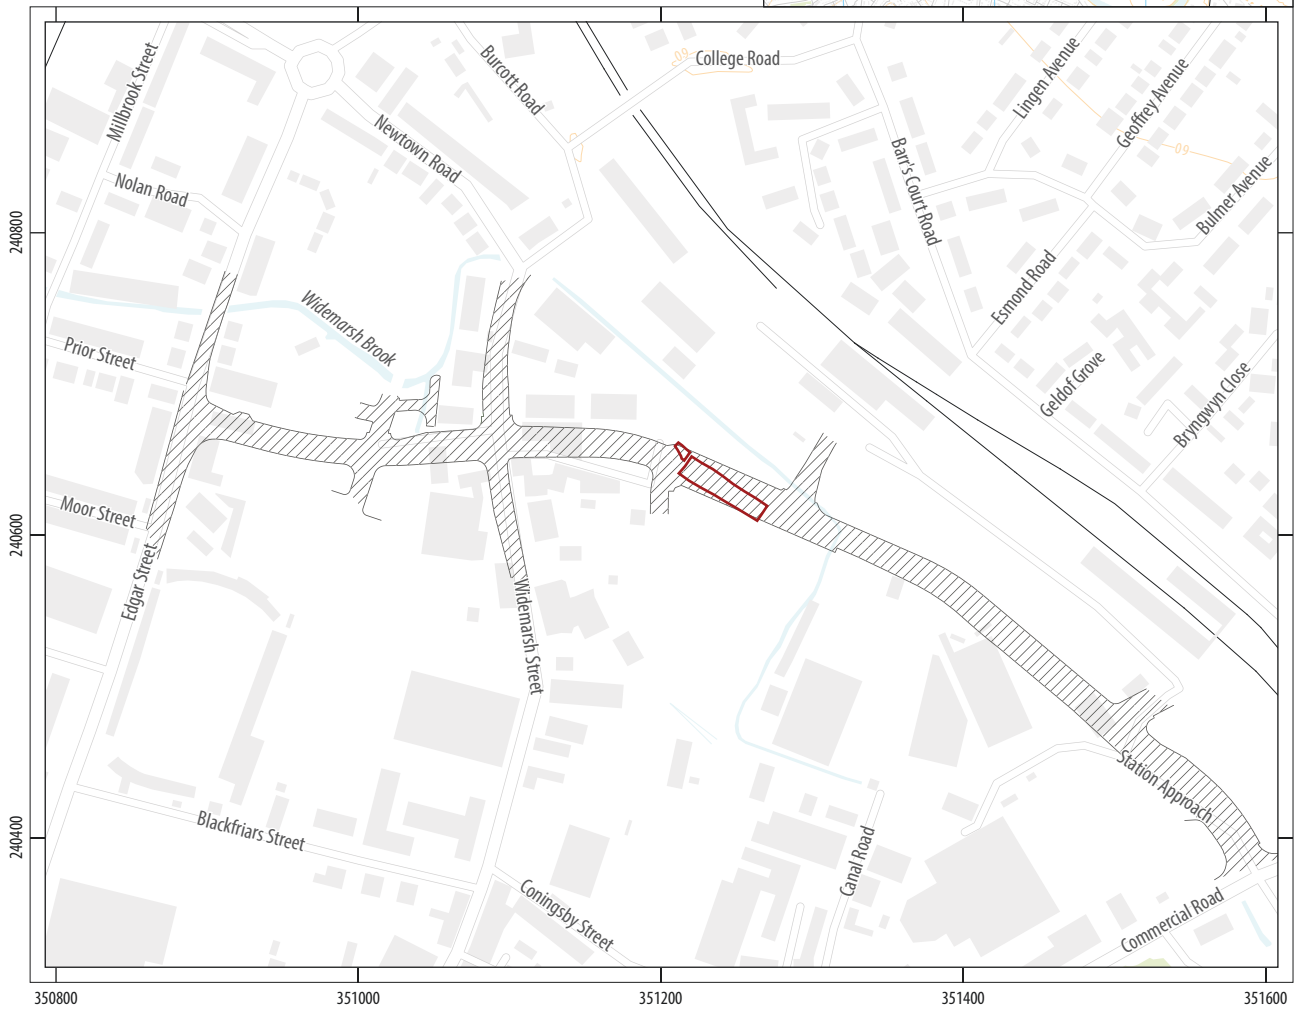 College Road
Burcott Road
Millbrook Street
Lingen Avenue
Geoffrey Avenue
60
Newtown Road
Barr's Court Road
60
Nolan Road
Bulmer Avenue
240800
Esmond Road
Widemarsh Brook
Prior Street
Geldof Grove
Bryngwyn Close
Moor Street
240600
Edgar Street
Widemarsh Street
Station Approach
Blackfriars Street
240400
Canal Road
Coningsby Street
Commercial Road
350800
351000
351200
351400
351600